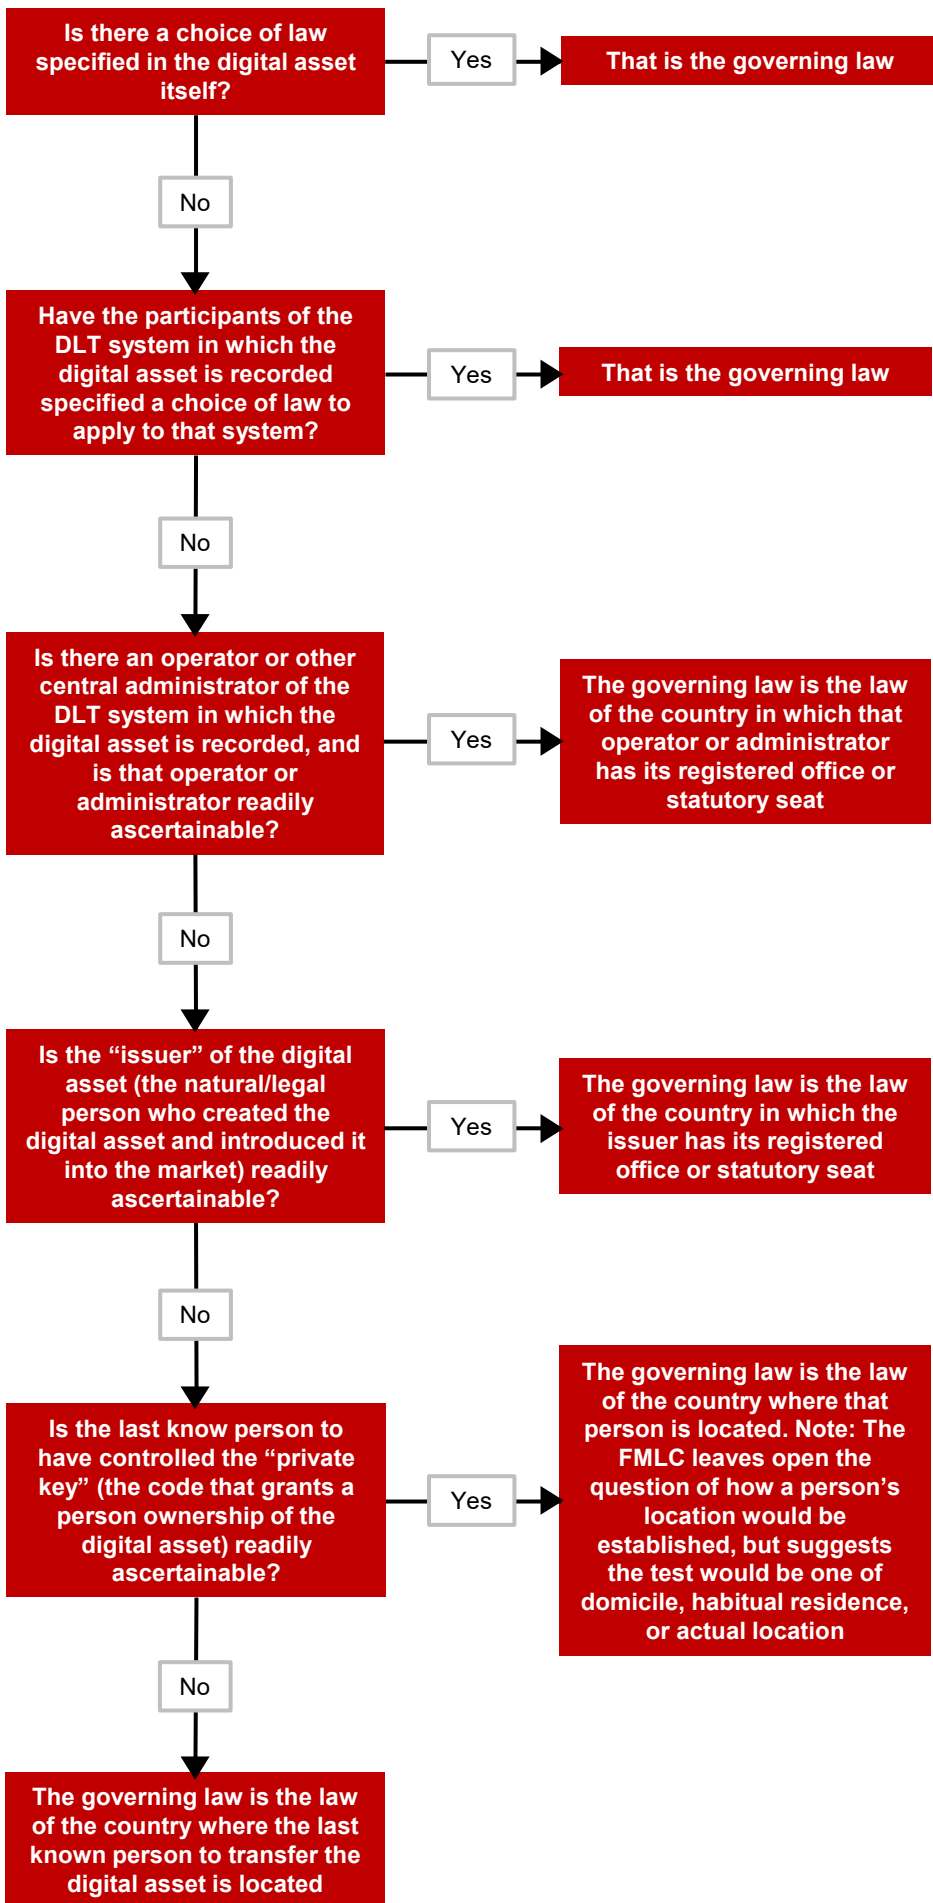 Is there a choice of law
specified in the digital asset
itself?
Yes
That is the governing law
No
Have the participants of the
DLT system in which the
digital asset is recorded
specified a choice of law to
apply to that system?
Yes
That is the governing law
No
Is there an operator or other
central administrator of the
DLT system in which the
digital asset is recorded, and
is that operator or
administrator readily
ascertainable?
Yes
The governing law is the law
of the country in which that
operator or administrator
has its registered office or
statutory seat
No
Is the “issuer” of the digital
asset (the natural/legal
person who created the
digital asset and introduced it
into the market) readily
ascertainable?
Yes
The governing law is the law
of the country in which the
issuer has its registered
office or statutory seat
No
Is the last know person to
have controlled the “private
key” (the code that grants a
person ownership of the
digital asset) readily
ascertainable?
Yes
The governing law is the law
of the country where that
person is located. Note: The
FMLC leaves open the
question of how a person’s
location would be
established, but suggests
the test would be one of
domicile, habitual residence,
or actual location
No
The governing law is the law
of the country where the last
known person to transfer the
digital asset is located